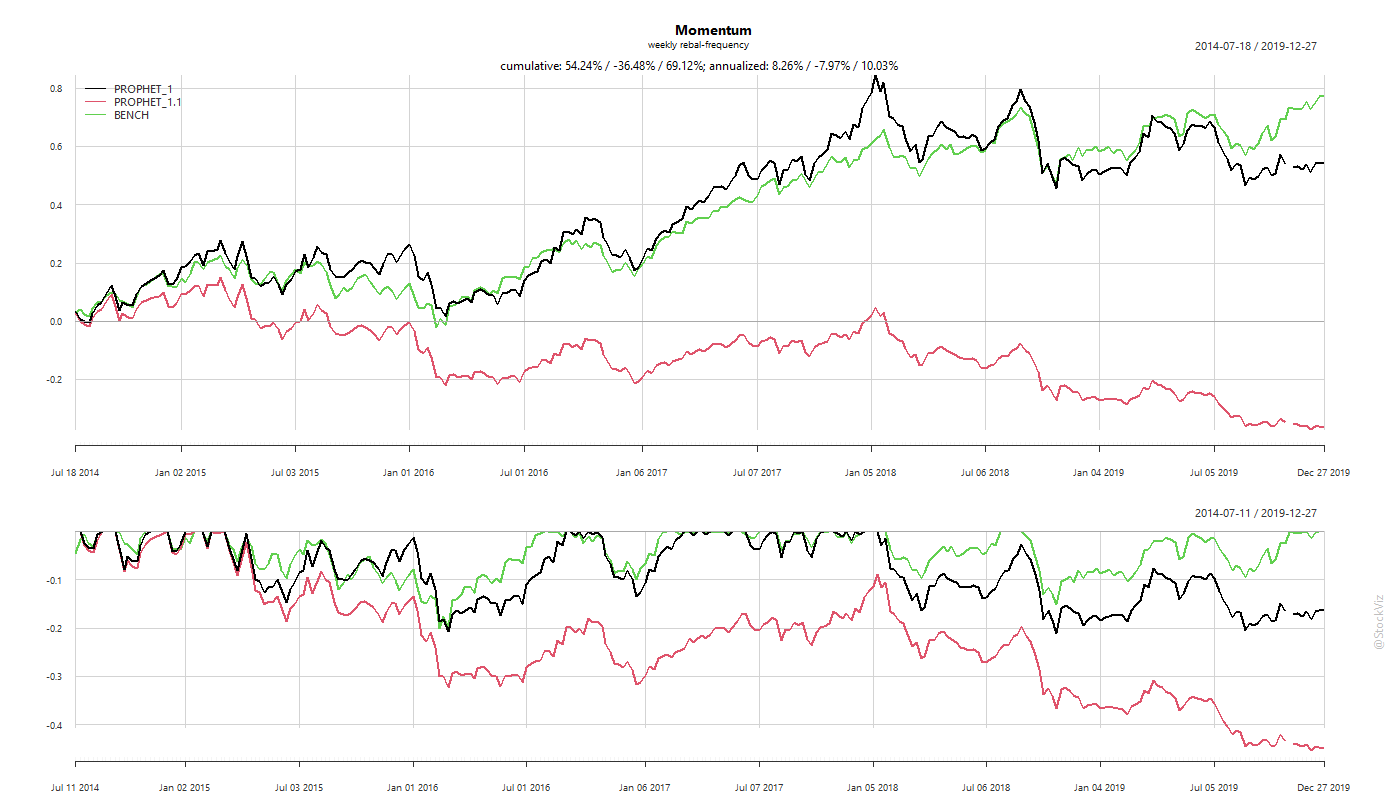 Momentum
weekly rebal-frequency
2014-07-18 / 2019-12-27
cumulative: 54.24% / -36.48% / 69.12%; annualized: 8.26% / -7.97% / 10.03%
PROPHET_1
PROPHET_1.1
BENCH
0.8
0.6
0.4
0.2
0.0
-0.2
Jul 18 2014 Jan 02 2015 Jul 03 2015 Jan 01 2016 Jul 01 2016 Jan 06 2017 Jul 07 2017 Jan 05 2018 Jul 06 2018 Jan 04 2019 Jul 05 2019 Dec 27 2019
2014-07-11 / 2019-12-27
-0.1
-0.2
-0.3
-0.4
Jul 11 2014 Jan 02 2015 Jul 03 2015 Jan 01 2016 Jul 01 2016 Jan 06 2017 Jul 07 2017 Jan 05 2018 Jul 06 2018 Jan 04 2019 Jul 05 2019 Dec 27 2019
@StockViz